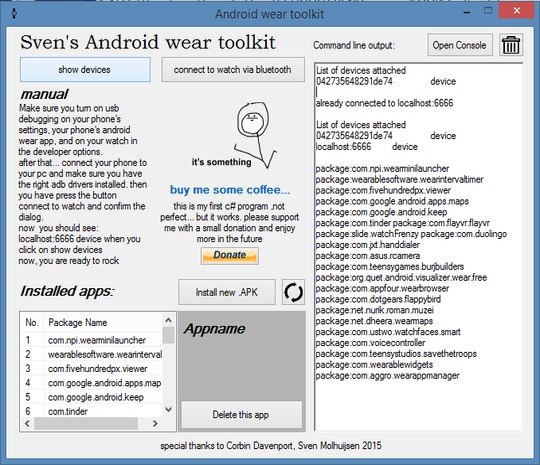 Android wear toolkit
Sven's Android wear toolkit
show devices
connect to watch via bluetooth
manual
Make sure you turn on usb
debugging on your phone's
settings, your phone's android
wear app, and on your watch in
the developer options.
after that... connect your phone to
your pc and make sure you have
the right adb drivers installed. then
you have press the button
connect to watch and confirm the
dialog.
now you should see:
localhost:6666 device when you
click on show devices
now, you are ready to rock
it's something
buy me some coffee...
this is my first c# program ,not
perfect... but it works. please support
me with a small donation and enjoy
more in the future
Donate
Installed apps:
Install new .APK
No. Package Name
1 com.npi.wearminilauncher
2 wearablesoftware.wearinterval
3 com.fivehundredpx.viewer
4 com.google.android.apps.map
5 com.google.android.keep
6 com.tinder
Appname
Delete this app
Command line output:
Open Console
List of devices attached
042735648291de74 device
already connected to localhost:6666
List of devices attached
042735648291de74 device
localhost:6666 device
package:com.npi.wearminilauncher
package:wearablesoftware.wearintervaltimer
package:com.fivehundredpx.viewer
package:com.google.android.apps.maps
package:com.google.android.keep
package:com.tinder package:com.flayvr.flayvr
package:slide.watchFrenzy package:com.duolingo
package:com.jxt.handdialer
package:com.asus.rcamera
package:com.teensygames.burjbuilders
package:org.quet.android.visualizer.wear.free
package:com.appfour.wearbrowser
package:com.dotgears.flappybird
package:net.nurik.roman.muzei
package:net.dheera.wearmaps
package:com.ustwo.watchfaces.smart
package:com.voicecontroller
package:com.teensystudios.savethetroops
package:com.wearablewidgets
package:com.aggro.wearappmanager
special thanks to Corbin Davenport, Sven Molhuijsen 2015